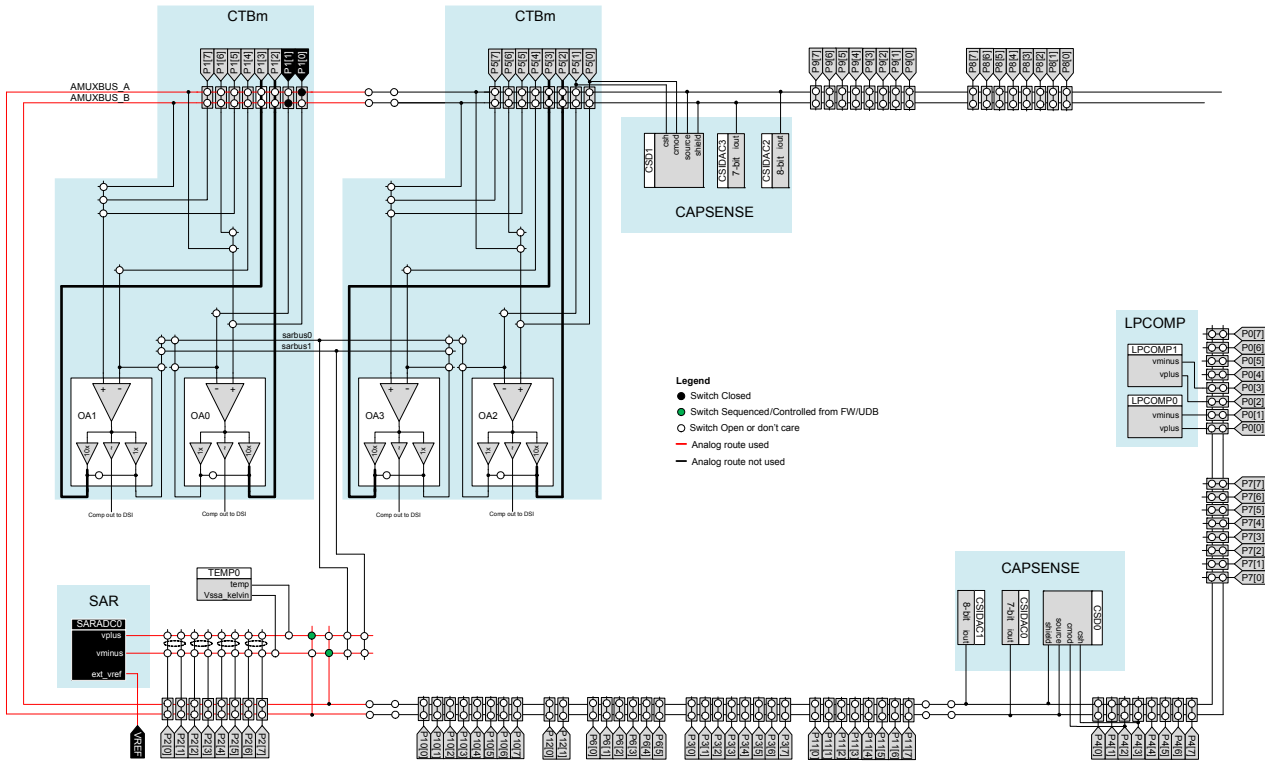 CTBm
CTBm
P1[7]
P1[6]
P1[5]
P1[4]
P1[3]
P1[2]
P1[1]
P1[0]
P5[7]
P5[6]
P5[5]
P5[4]
P5[3]
P5[2]
P5[1]
P5[0]
P9[7]
P9[6]
P9[5]
P9[4]
P9[3]
P9[2]
P9[1]
P9[0]
P8[7]
P8[6]
P8[5]
P8[4]
P8[3]
P8[2]
P8[1]
P8[0]
AMUXBUS_A
AMUXBUS_B
CSD1
csh
cmod
source
shield
CSIDAC3
7-bit
iout
CSIDAC2
8-bit
iout
CAPSENSE
sarbus0
sarbus1
LPCOMP
LPCOMP1
vminus
vplus
LPCOMP0
vminus
vplus
P0[7]
P0[6]
P0[5]
P0[4]
P0[3]
P0[2]
P0[1]
P0[0]
Legend
Switch Closed
Switch Sequenced/Controlled from FW/UDB
Switch Open or don't care
Analog route used
Analog route not used
+ -
- +
+ -
- +
OA1
OA0
OA3
OA2
10x
-
1x
1x
-
10x
10x
-
1x
1x
-
10x
Comp out to DSI
Comp out to DSI
Comp out to DSI
Comp out to DSI
P7[7]
P7[6]
P7[5]
P7[4]
P7[3]
P7[2]
P7[1]
P7[0]
TEMP0
temp
Vssa_kelvin
SAR
SARADC0
vplus
vminus
ext_vref
CAPSENSE
CSIDAC1
8-bit
iout
CSIDAC0
7-bit
iout
CSD0
shield
source
cmod
csh
VREF
P2[0]
P2[1]
P2[2]
P2[3]
P2[4]
P2[5]
P2[6]
P2[7]
P10[0]
P10[1]
P10[2]
P10[3]
P10[4]
P10[5]
P10[6]
P10[7]
P12[0]
P12[1]
P6[0]
P6[1]
P6[2]
P6[3]
P6[4]
P6[5]
P3[0]
P3[1]
P3[2]
P3[3]
P3[4]
P3[5]
P3[6]
P3[7]
P11[0]
P11[1]
P11[2]
P11[3]
P11[4]
P11[5]
P11[6]
P11[7]
P4[0]
P4[1]
P4[2]
P4[3]
P4[4]
P4[5]
P4[6]
P4[7]